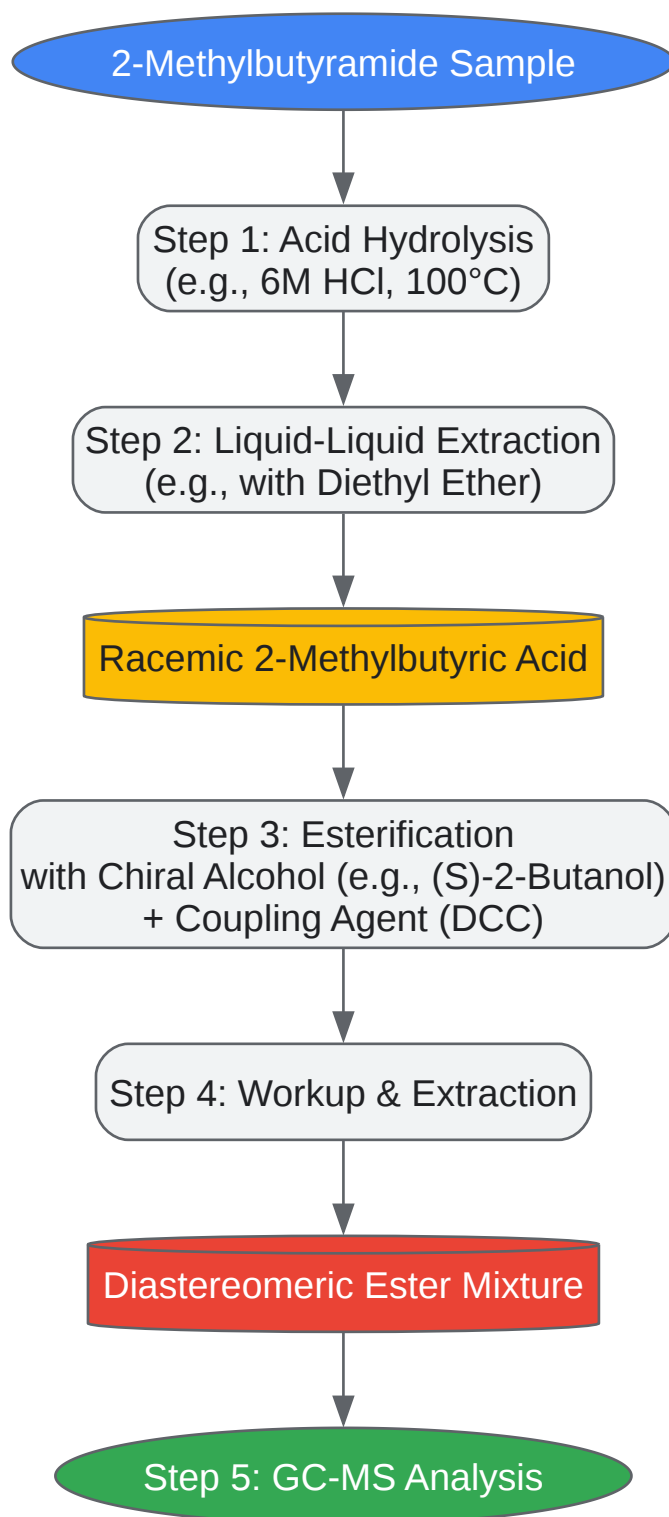 2-Methylbutyramide Sample
Step 1: Acid Hydrolysis
(e.g., 6M HCl, 100°C)
Step 2: Liquid-Liquid Extraction
(e.g., with Diethyl Ether)
Racemic 2-Methylbutyric Acid
Step 3: Esterification
with Chiral Alcohol (e.g., (S)-2-Butanol)
+ Coupling Agent (DCC)
Step 4: Workup & Extraction
Diastereomeric Ester Mixture
Step 5: GC-MS Analysis